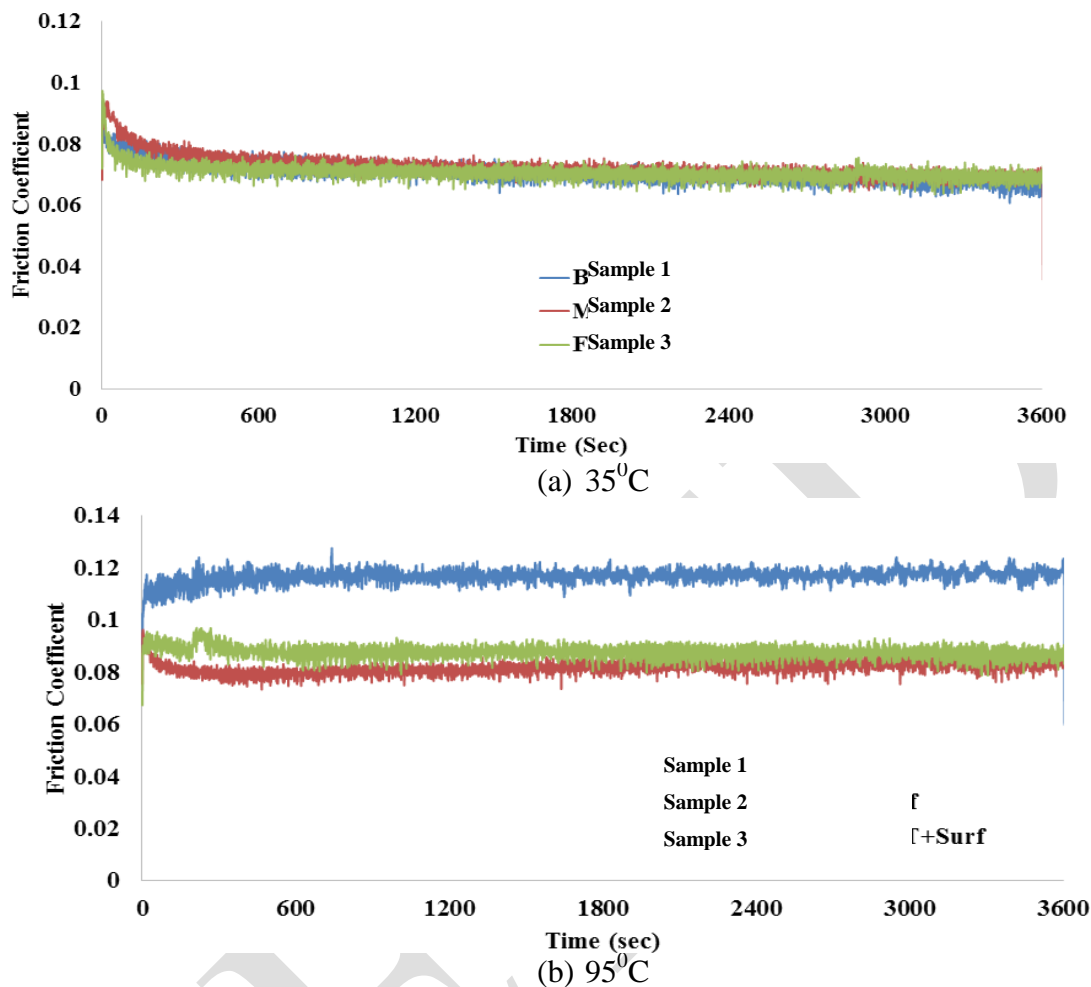 0.12
0.1
0.08
0.06
0.04
0.02
0
Friction Coefficient
B Sample 1
M Sample 2
F Sample 3
0 600 1200 1800 2400 3000 3600
Time (Sec)
(a) 35⁰C
0.14
0.12
0.1
0.08
0.06
0.04
0.02
0
Friction Coefficent
Sample 1
Sample 2 f
Sample 3 +Surf
0 600 1200 1800 2400 3000 3600
Time (sec)
(b) 95⁰C